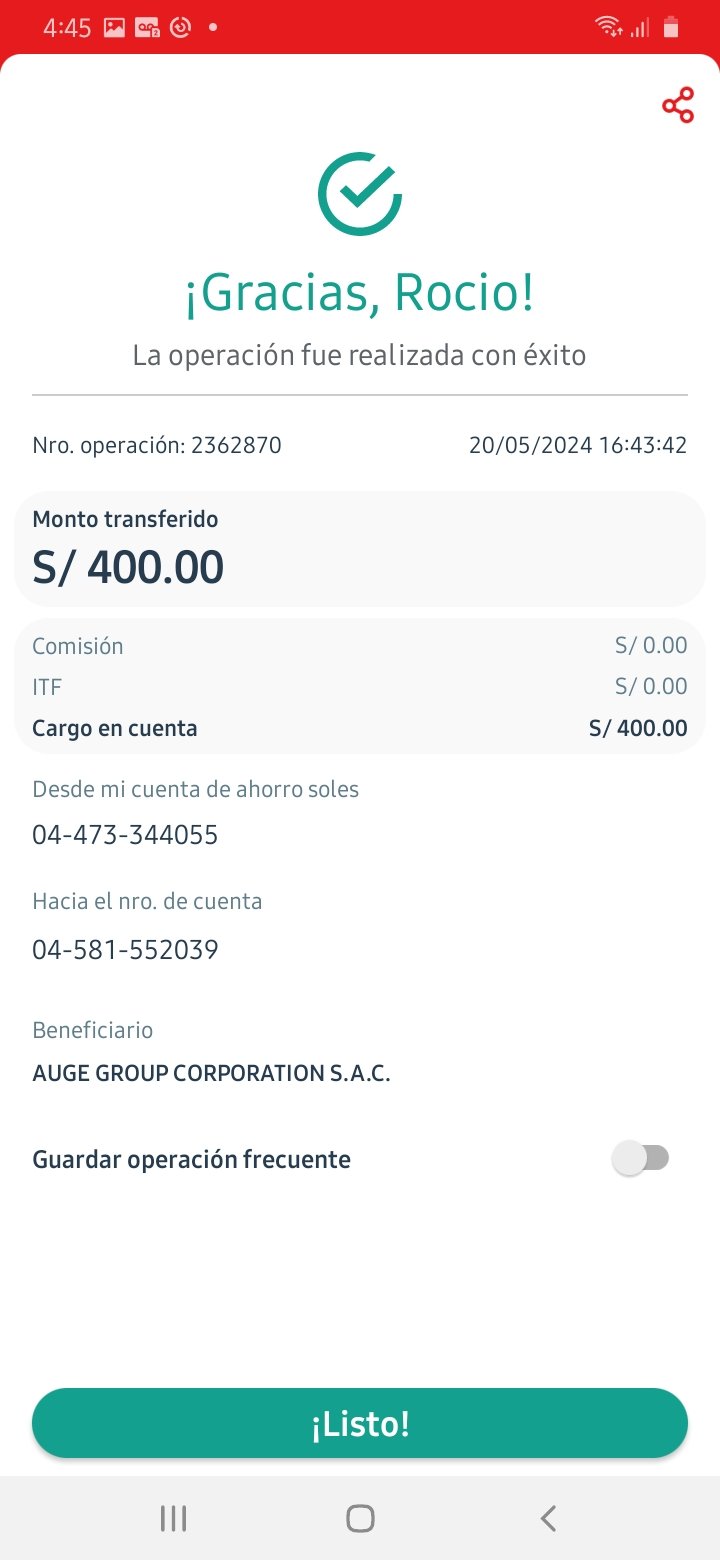 4:45
¡Gracias, Rocio!
La operación fue realizada con éxito
Nro. operación: 2362870 20/05/2024 16:43:42
Monto transferido
S/ 400.00
Comisión S/ 0.00
ITF S/ 0.00
Cargo en cuenta S/ 400.00
Desde mi cuenta de ahorro soles
04-473-344055
Hacia el nro. de cuenta
04-581-552039
Beneficiario
AUGE GROUP CORPORATION S.A.C.
Guardar operación frecuente
¡Listo!